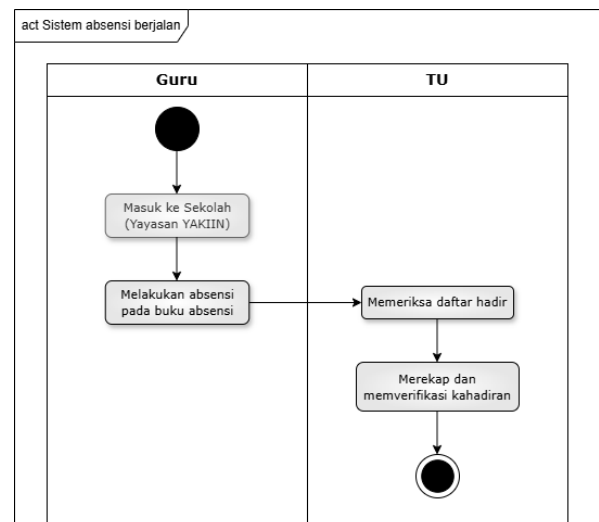 act Sistem absensi berjalan
Guru
TU
Masuk ke Sekolah
(Yayasan YAKIIN)
Melakukan absensi
pada buku absensi
Memeriksa daftar hadir
Merekap dan
memverifikasi kahadiran